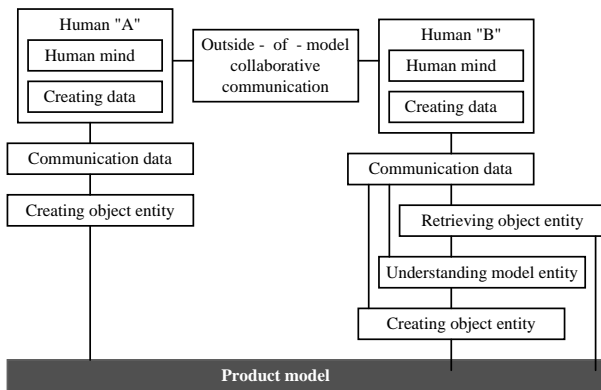 Human "A"
Human mind
Creating data
Communication data
Creating object entity
Outside - of - model
collaborative
communication
Human "B"
Human mind
Creating data
Communication data
Retrieving object entity
Understanding model entity
Creating object entity
Product model